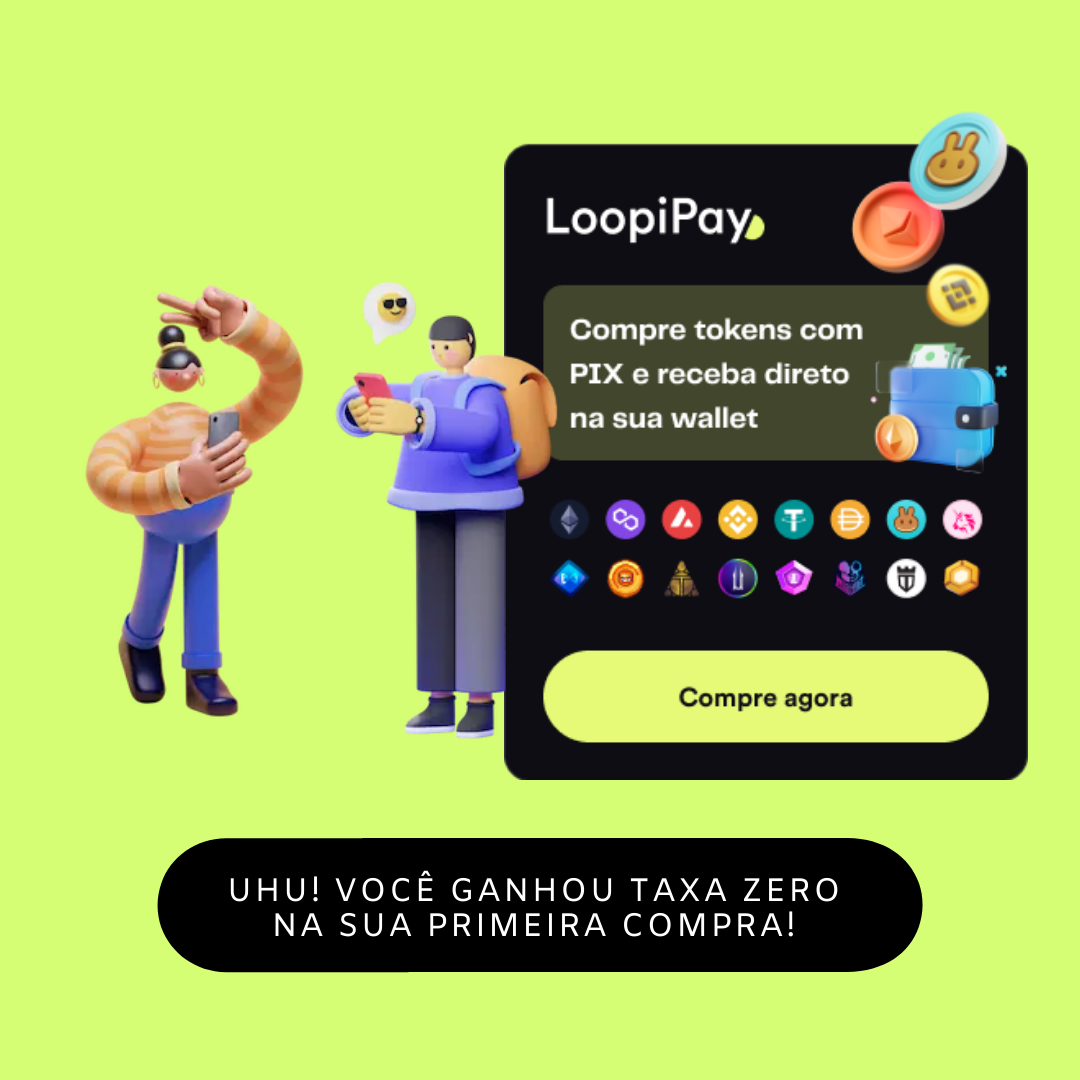 LoopiPay
Compre tokens com
PIX e receba direto
na sua wallet
Compre agora
UHU! VOCÊ GANHOU TAXA ZERO
NA SUA PRIMEIRA COMPRA!